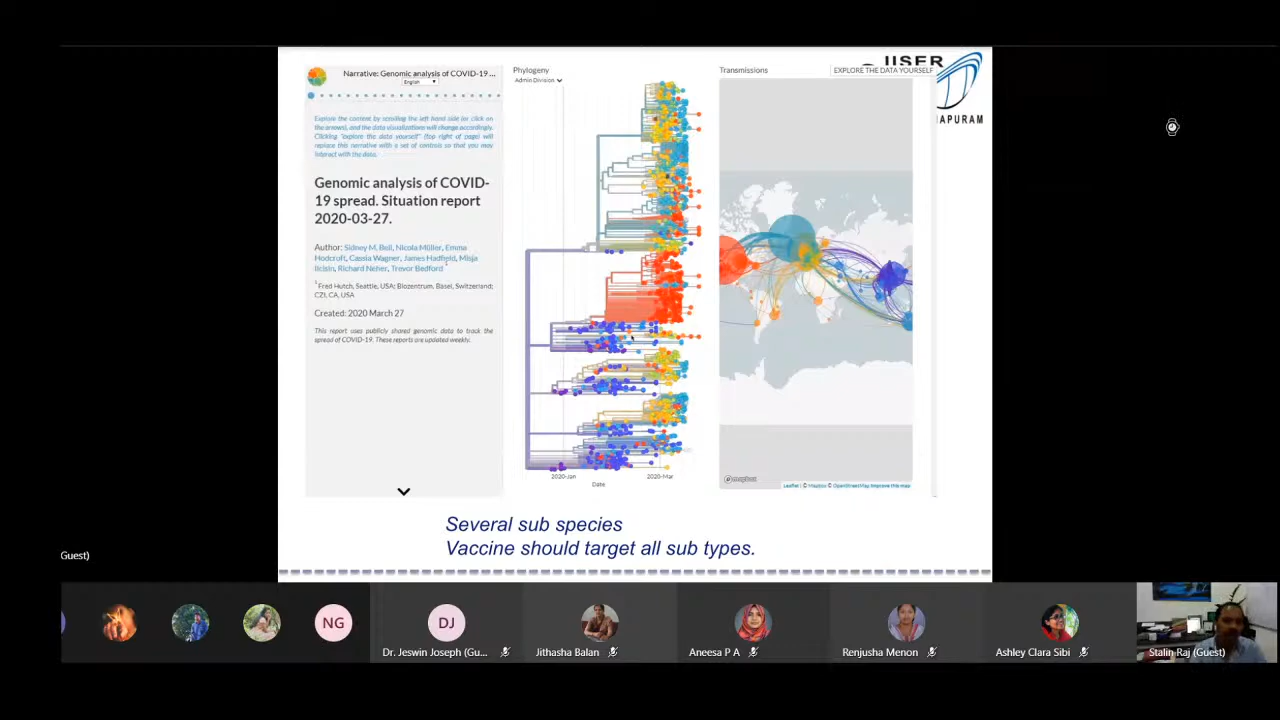 Narrative: Genomic analysis of COVID-19 ...
English
Explore the content by scrolling the left hand side (or click on
the arrows), and the data visualizations will change accordingly.
Clicking "explore the data yourself" (top right of page) will
replace this narrative with a set of controls so that you may
interact with the data.
Genomic analysis of COVID-
19 spread. Situation report
2020-03-27.
Author: Sidney M. Bell, Nicola Müller, Emma
Hodcroft, Cassia Wagner, James Hadfield, Misja
Ilcisin, Richard Neher, Trevor Bedford
1 Fred Hutch, Seattle, USA; Biozentrum, Basel, Switzerland;
CZI, CA, USA
Created: 2020 March 27
This report uses publicly shared genomic data to track the
spread of COVID-19. These reports are updated weekly.
Phylogeny
Admin Division
2020-Jan
2020-Mar
Date
Transmissions
EXPLORE THE DATA YOURSELF
IISER
APURAM
mapbox
Leaflet | © Mapbox © OpenStreetMap Improve this map
Several sub species
Vaccine should target all sub types.
Guest)
NG
DJ
Dr. Jeswin Joseph (Gu...
Jithasha Balan
Aneesa P A
Renjusha Menon
Ashley Clara Sibi
Stalin Raj (Guest)